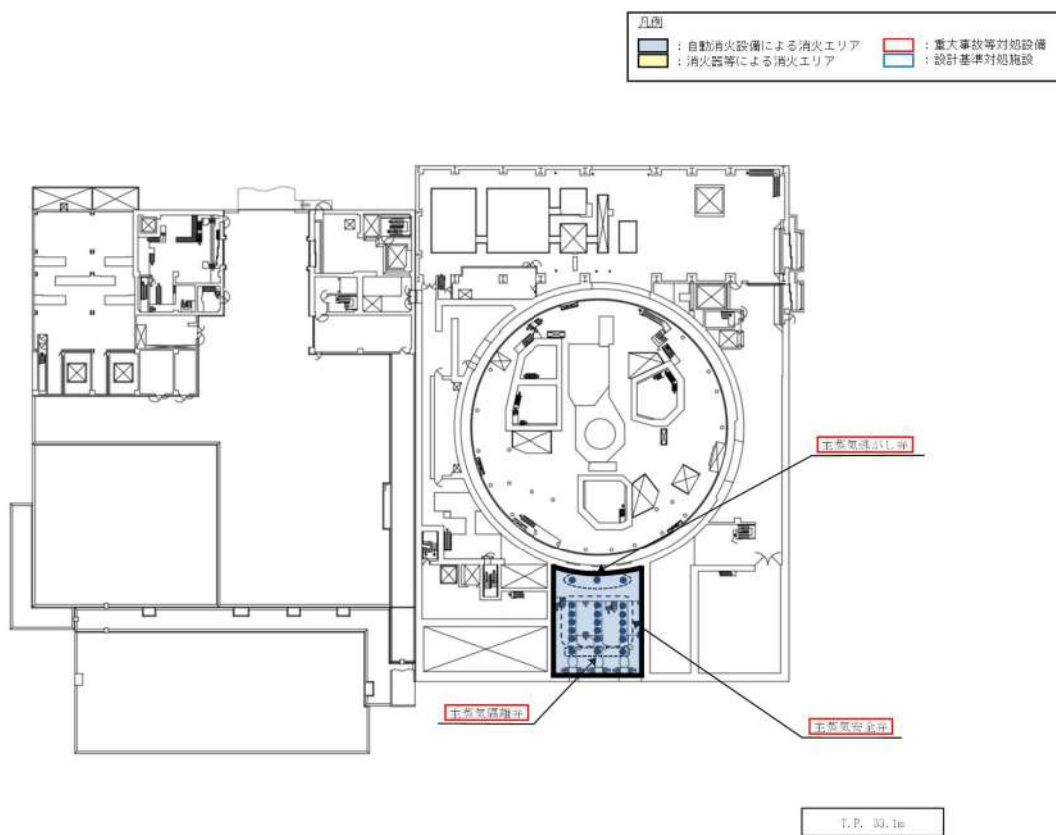 凡例
：自動消火設備による消火エリア
：重大事故等対処設備
：消火器等による消火エリア
：設計基準対処施設
主蒸気逃がし弁
主蒸気隔離弁
主蒸気安全弁
T.P. 33.1m